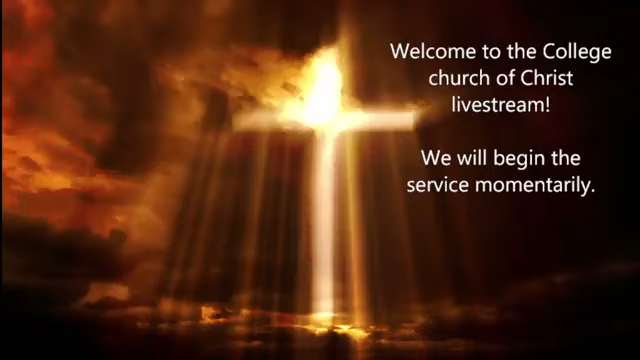 Welcome to the College
church of Christ
livestream!
We will begin the
service momentarily.